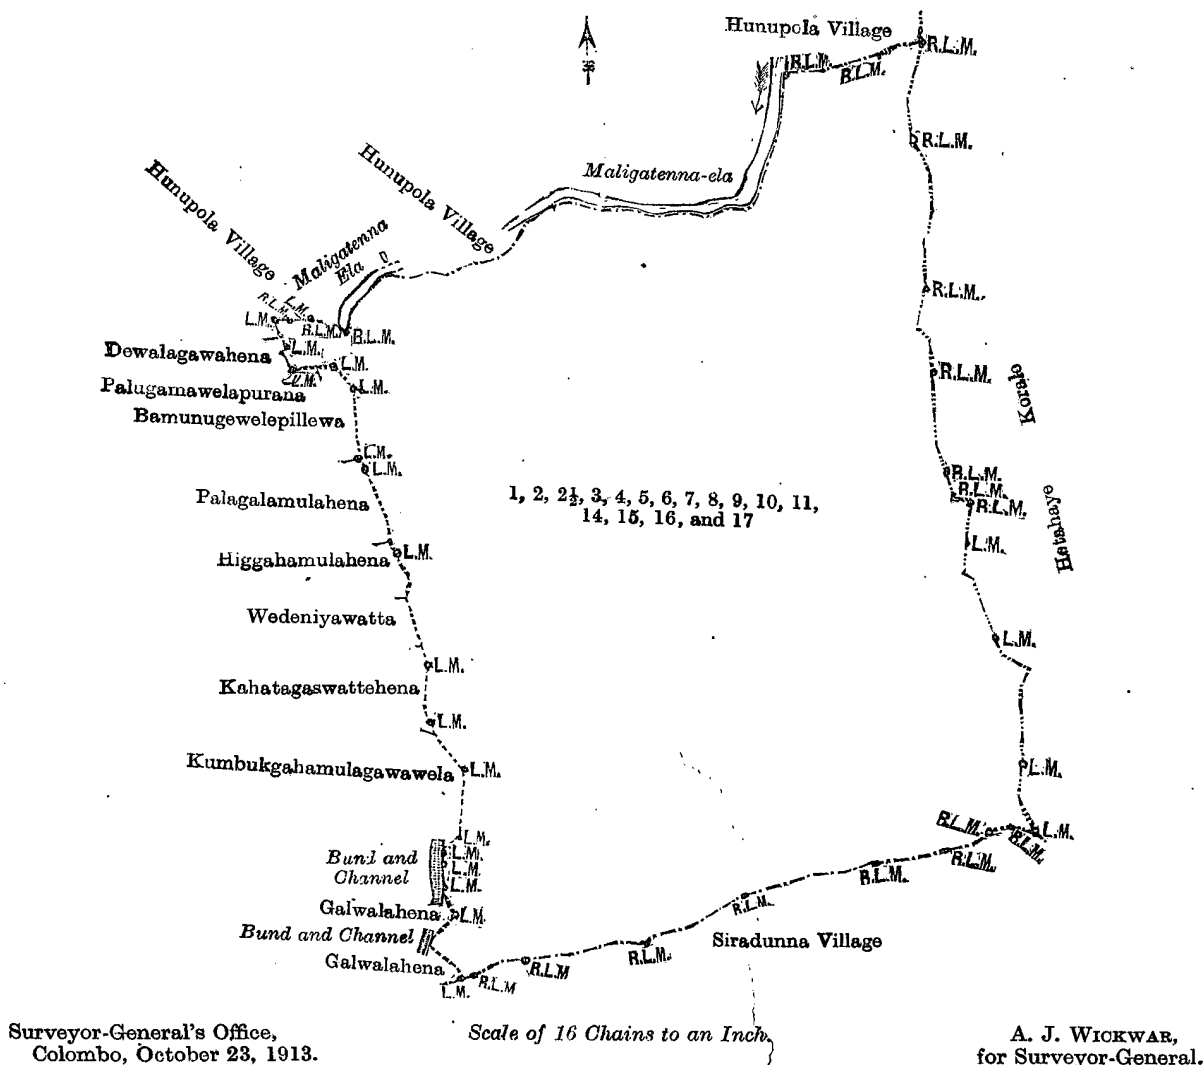 Hunupola Village
R.L.M.
R.L.M.
R.L.M.
R.L.M.
Maligatenna-ela
Hunupola Village
Hunupola Village
Maligatenna
Ela
L.M.
R.L.M.
L.M.
R.L.M.
R.L.M.
Dewalagawahena
L.M.
L.M.
L.M.
Palugamawelapurana
L.M.
Bamunugewelepillewa
L.M.
L.M.
Palagalamulahena
Higgahamulahena
L.M.
Wedeniyawatta
L.M.
Kahatagaswattehena
L.M.
Kumbukgahamulagawawela
L.M.
L.M.
L.M.
L.M.
L.M.
Bund and
Channel
Galwalahena
L.M.
Bund and Channel
Galwalahena
L.M.
1, 2, 2½, 3, 4, 5, 6, 7, 8, 9, 10, 11,
14, 15, 16, and 17
R.L.M.
R.L.M.
Korale
Hatahaye
R.L.M.
R.L.M.
R.L.M.
L.M.
L.M.
L.M.
L.M.
R.L.M.
R.L.M.
R.L.M.
R.L.M.
R.L.M.
R.L.M.
R.L.M
R.L.M
Siradunna Village
Surveyor-General's Office,
Colombo, October 23, 1913.
Scale of 16 Chains to an Inch.
A. J. WICKWAR,
for Surveyor-General.